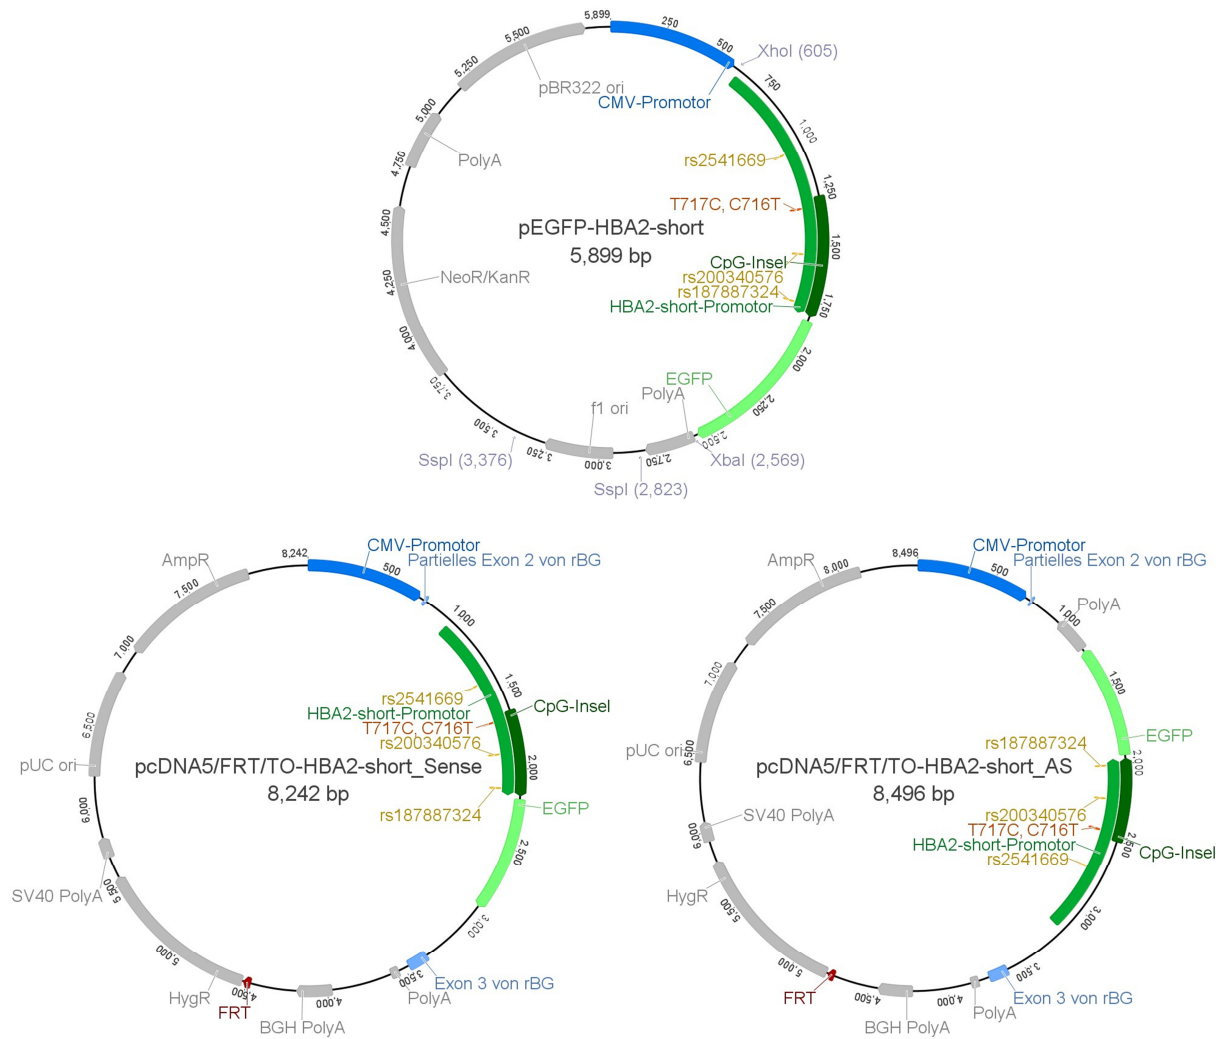 5,899
250
500
XhoI (605)
750
CMV-Promotor
1,000
rs2541669
1,250
T717C, C716T
pEGFP-HBA2-short
5,899 bp
1,500
CpG-Insel
rs200340576
rs187887324
HBA2-short-Promotor
1,750
2,000
EGFP
2,250
2,500
XbaI (2,569)
PolyA
2,750
SspI (2,823)
3,000
f1 ori
3,250
SspI (3,376)
3,500
3,750
4,000
4,250
NeoR/KanR
4,500
4,750
PolyA
5,000
5,250
5,500
pBR322 ori
8,242
CMV-Promotor
500
Partielles Exon 2 von rBG
1,000
rs2541669
1,500
HBA2-short-Promotor
CpG-Insel
T717C, C716T
rs200340576
pcDNA5/FRT/TO-HBA2-short_Sense
8,242 bp
2,000
rs187887324
EGFP
2,500
3,000
Exon 3 von rBG
3,500
PolyA
4,000
BGH PolyA
4,500
FRT
HygR
5,000
5,500
SV40 PolyA
6,000
pUC ori
6,500
7,000
7,500
AmpR
8,496
CMV-Promotor
500
Partielles Exon 2 von rBG
PolyA
1,000
1,500
EGFP
rs187887324
2,000
pcDNA5/FRT/TO-HBA2-short_AS
8,496 bp
rs200340576
T717C, C716T
HBA2-short-Promotor
2,500
CpG-Insel
rs2541669
3,000
Exon 3 von rBG
3,500
PolyA
4,000
BGH PolyA
4,500
FRT
5,000
HygR
5,500
SV40 PolyA
6,000
pUC ori
6,500
7,000
7,500
AmpR
8,000